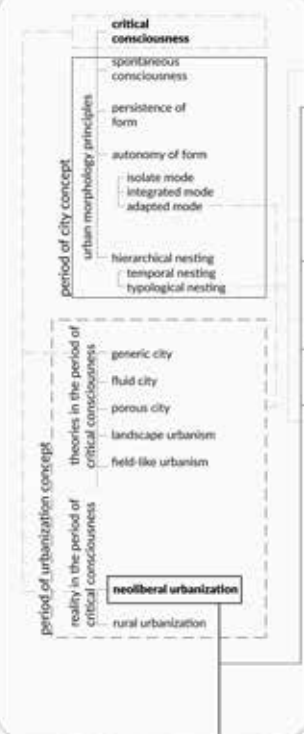 critical
consciousness
spontaneous
consciousness
persistence of
form
autonomy of form
isolate mode
integrated mode
adapted mode
hierarchical nesting
temporal nesting
typological nesting
urban morphology principles
period of city concept
generic city
fluid city
porous city
landscape urbanism
field-like urbanism
theories in the period of
critical consciousness
neoliberal urbanization
rural urbanization
reality in the period of
critical consciousness
period of urbanization concept